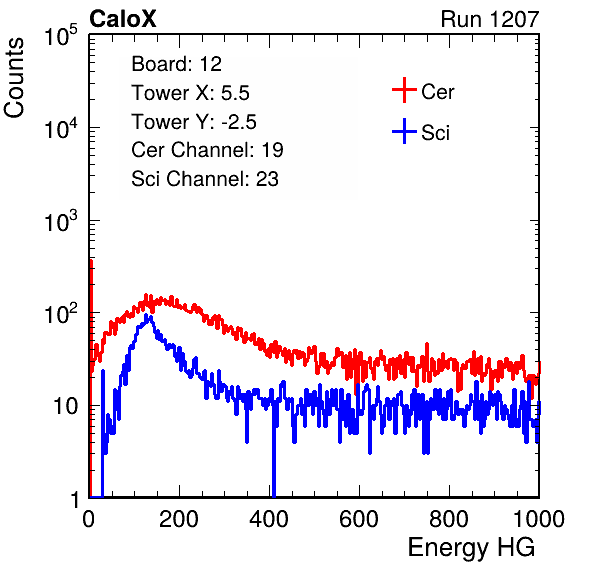 CaloX
Run 1207
Counts
10^5
10^4
10^3
10^2
10
1
Board: 12
Tower X: 5.5
Tower Y: -2.5
Cer Channel: 19
Sci Channel: 23
Cer
Sci
0 200 400 600 800 1000
Energy HG